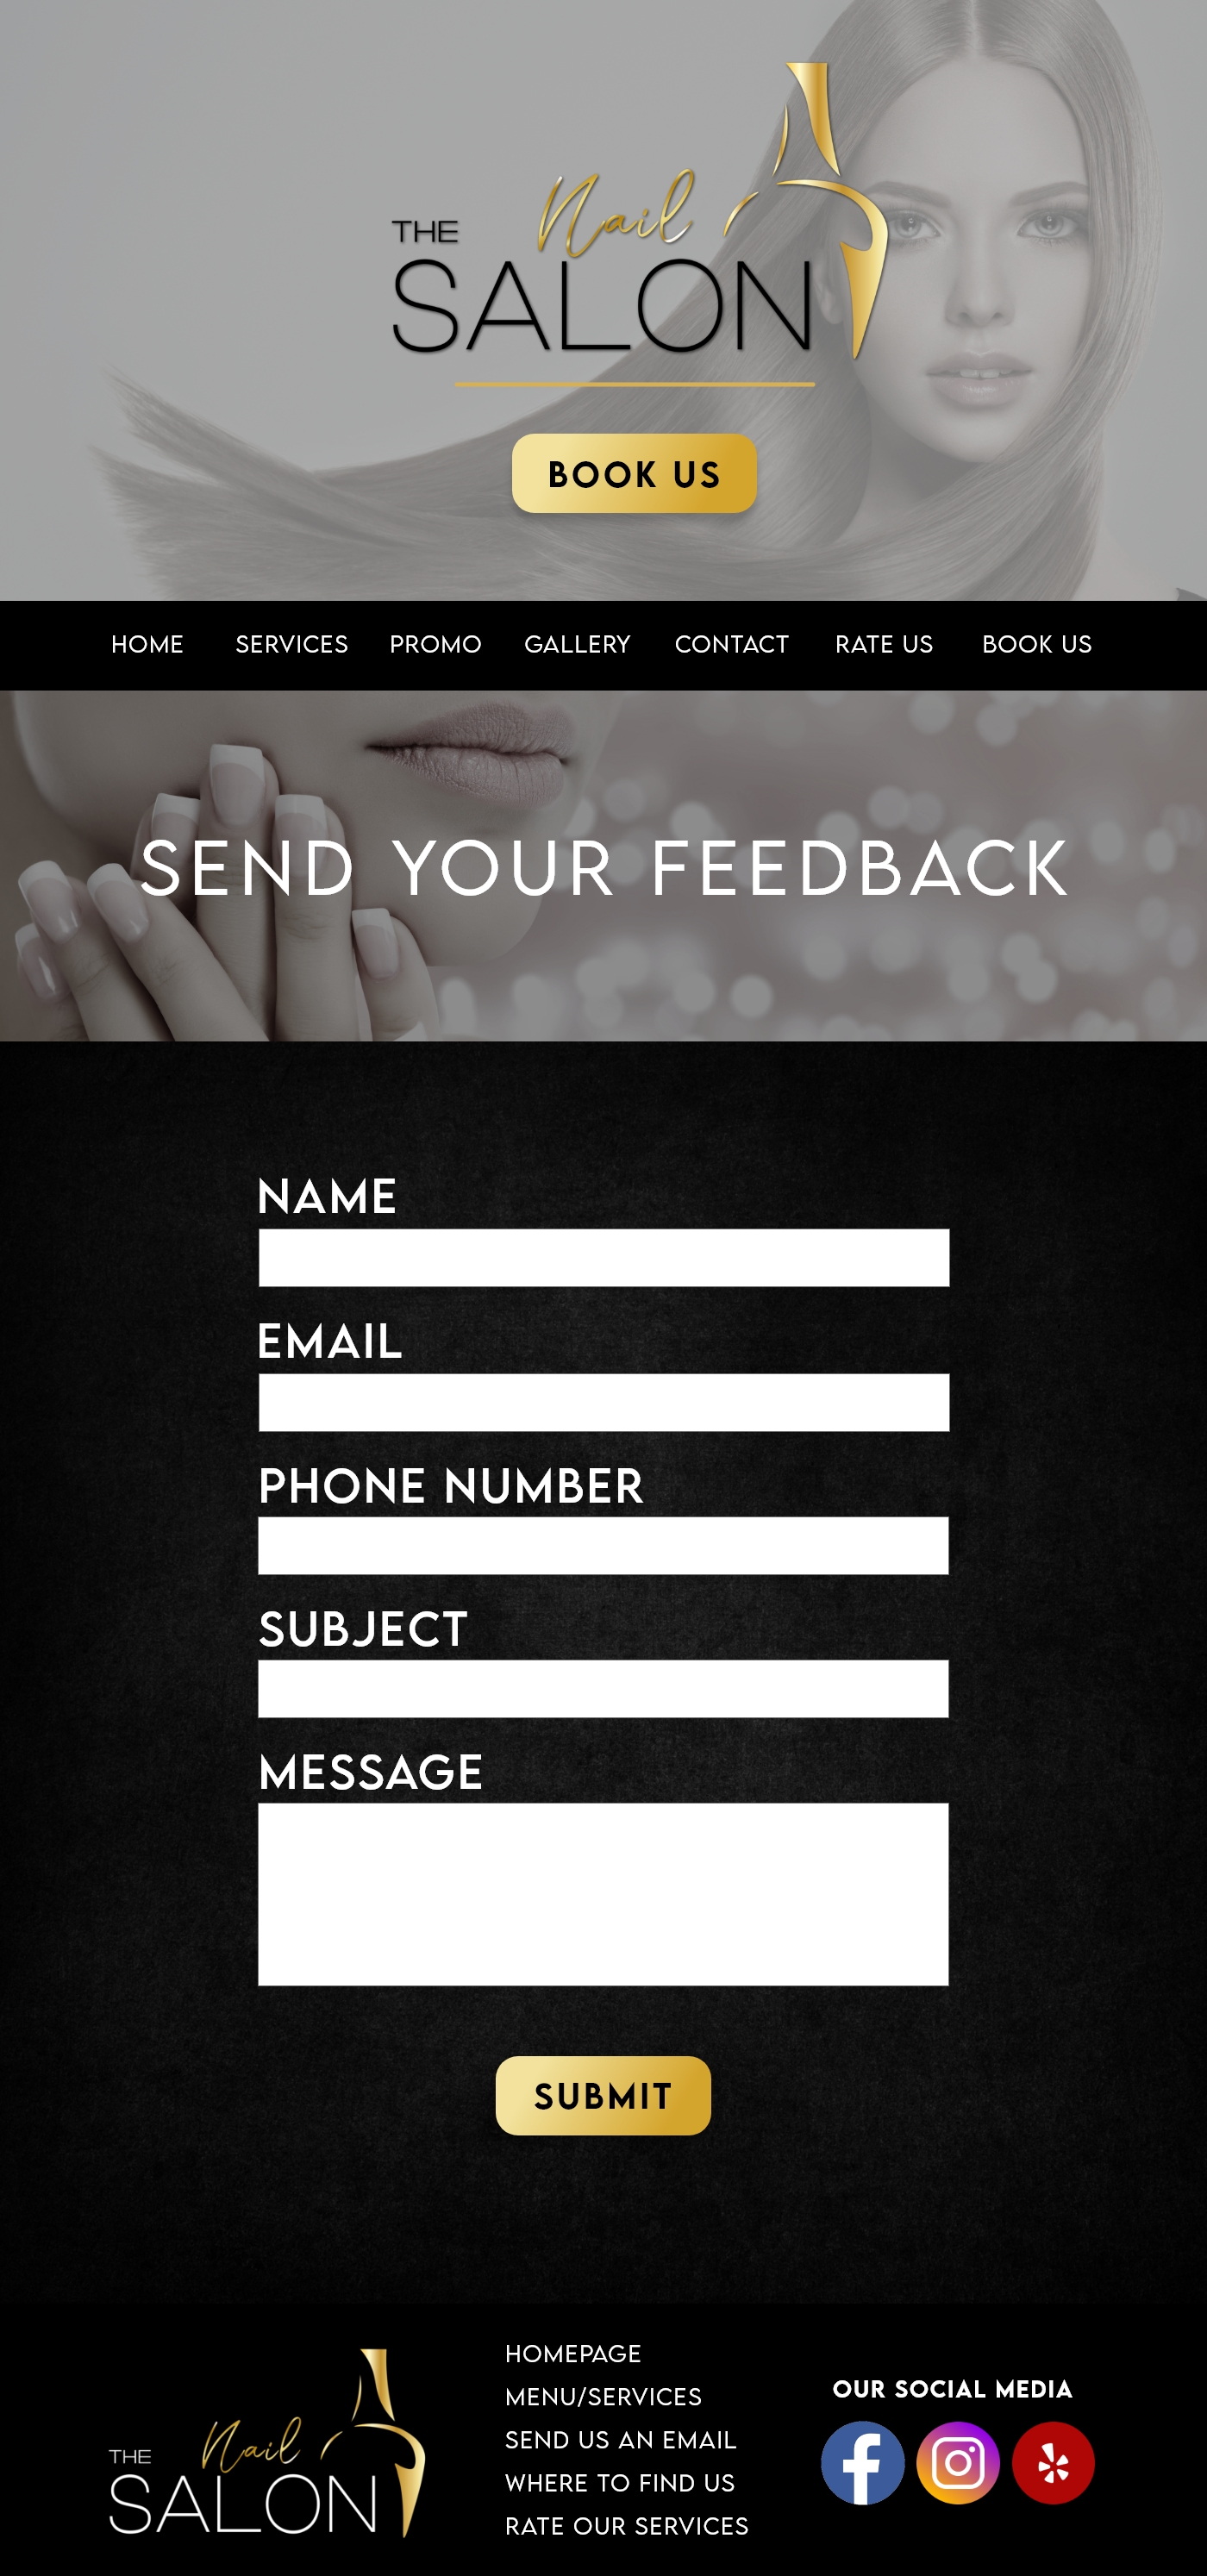 THE Nail
SALON
BOOK US
HOME SERVICES PROMO GALLERY CONTACT RATE US BOOK US
SEND YOUR FEEDBACK
NAME
EMAIL
PHONE NUMBER
SUBJECT
MESSAGE
SUBMIT
THE Nail
SALON
HOMEPAGE
MENU/SERVICES
SEND US AN EMAIL
WHERE TO FIND US
RATE OUR SERVICES
OUR SOCIAL MEDIA